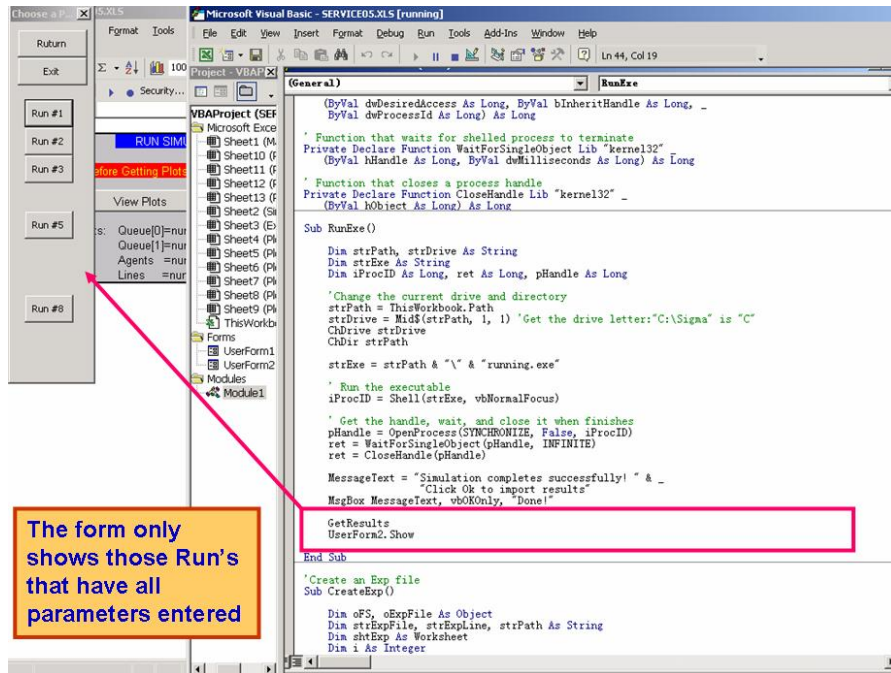 Choose a P...
Ruturn
Exit
Run #1
Run #2
Run #3
Run #5
Run #8
5.XLS
Format Tools
100
Security...
RUN SIMU
efore Getting Plots
View Plots
s: Queue[0]=nur
Queue[1]=nur
Agents =nur
Lines =nur
Microsoft Visual Basic - SERVICE05.XLS [running]
File Edit View Insert Format Debug Run Tools Add-Ins Window Help
Ln 44, Col 19
Project - VBAP
VBAProject (SER
Microsoft Exce
Sheet1 (M
Sheet10 (P
Sheet11 (P
Sheet12 (P
Sheet13 (P
Sheet2 (Si
Sheet3 (E
Sheet4 (Pl
Sheet5 (Pl
Sheet6 (Pl
Sheet7 (Pl
Sheet8 (Pl
Sheet9 (Pl
ThisWorkb
Forms
UserForm1
UserForm2
Modules
Module1
(General)
RunExe
(ByVal dwDesiredAccess As Long, ByVal bInheritHandle As Long, _
ByVal dwProcessId As Long) As Long
' Function that waits for shelled process to terminate
Private Declare Function WaitForSingleObject Lib "kernel32" _
(ByVal hHandle As Long, ByVal dwMilliseconds As Long) As Long
' Function that closes a process handle
Private Declare Function CloseHandle Lib "kernel32" _
(ByVal hObject As Long) As Long
Sub RunExe()
Dim strPath, strDrive As String
Dim strExe As String
Dim iProcID As Long, ret As Long, pHandle As Long
'Change the current drive and directory
strPath = ThisWorkbook.Path
strDrive = Mid$(strPath, 1, 1) 'Get the drive letter:"C:\Sigma" is "C"
ChDrive strDrive
ChDir strPath
strExe = strPath & "\" & "running.exe"
' Run the executable
iProcID = Shell(strExe, vbNormalFocus)
' Get the handle, wait, and close it when finishes
pHandle = OpenProcess(SYNCHRONIZE, False, iProcID)
ret = WaitForSingleObject(pHandle, INFINITE)
ret = CloseHandle(pHandle)
MessageText = "Simulation completes successfully! " & _
"Click Ok to import results"
MsgBox MessageText, vbOKOnly, "Done!"
GetResults
UserForm2.Show
End Sub
'Create an Exp file
Sub CreateExp()
Dim oFS, oExpFile As Object
Dim strExpFile, strExpLine, strPath As String
Dim shtExp As Worksheet
Dim i As Integer
The form only
shows those Run's
that have all
parameters entered